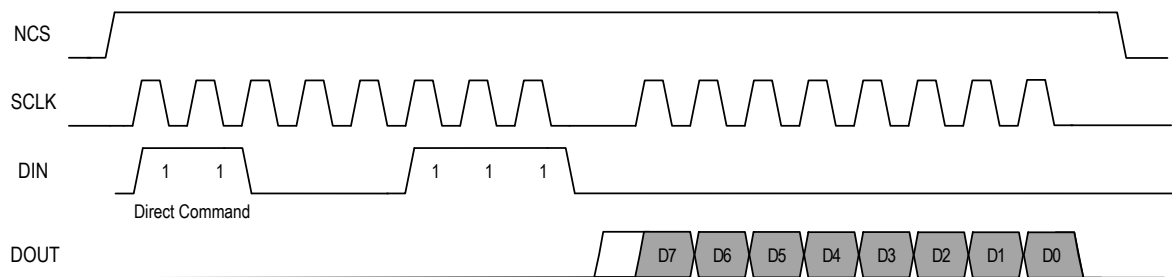 NCS
SCLK
DIN
1 1 1 1 1
Direct Command
DOUT
D7 D6 D5 D4 D3 D2 D1 D0